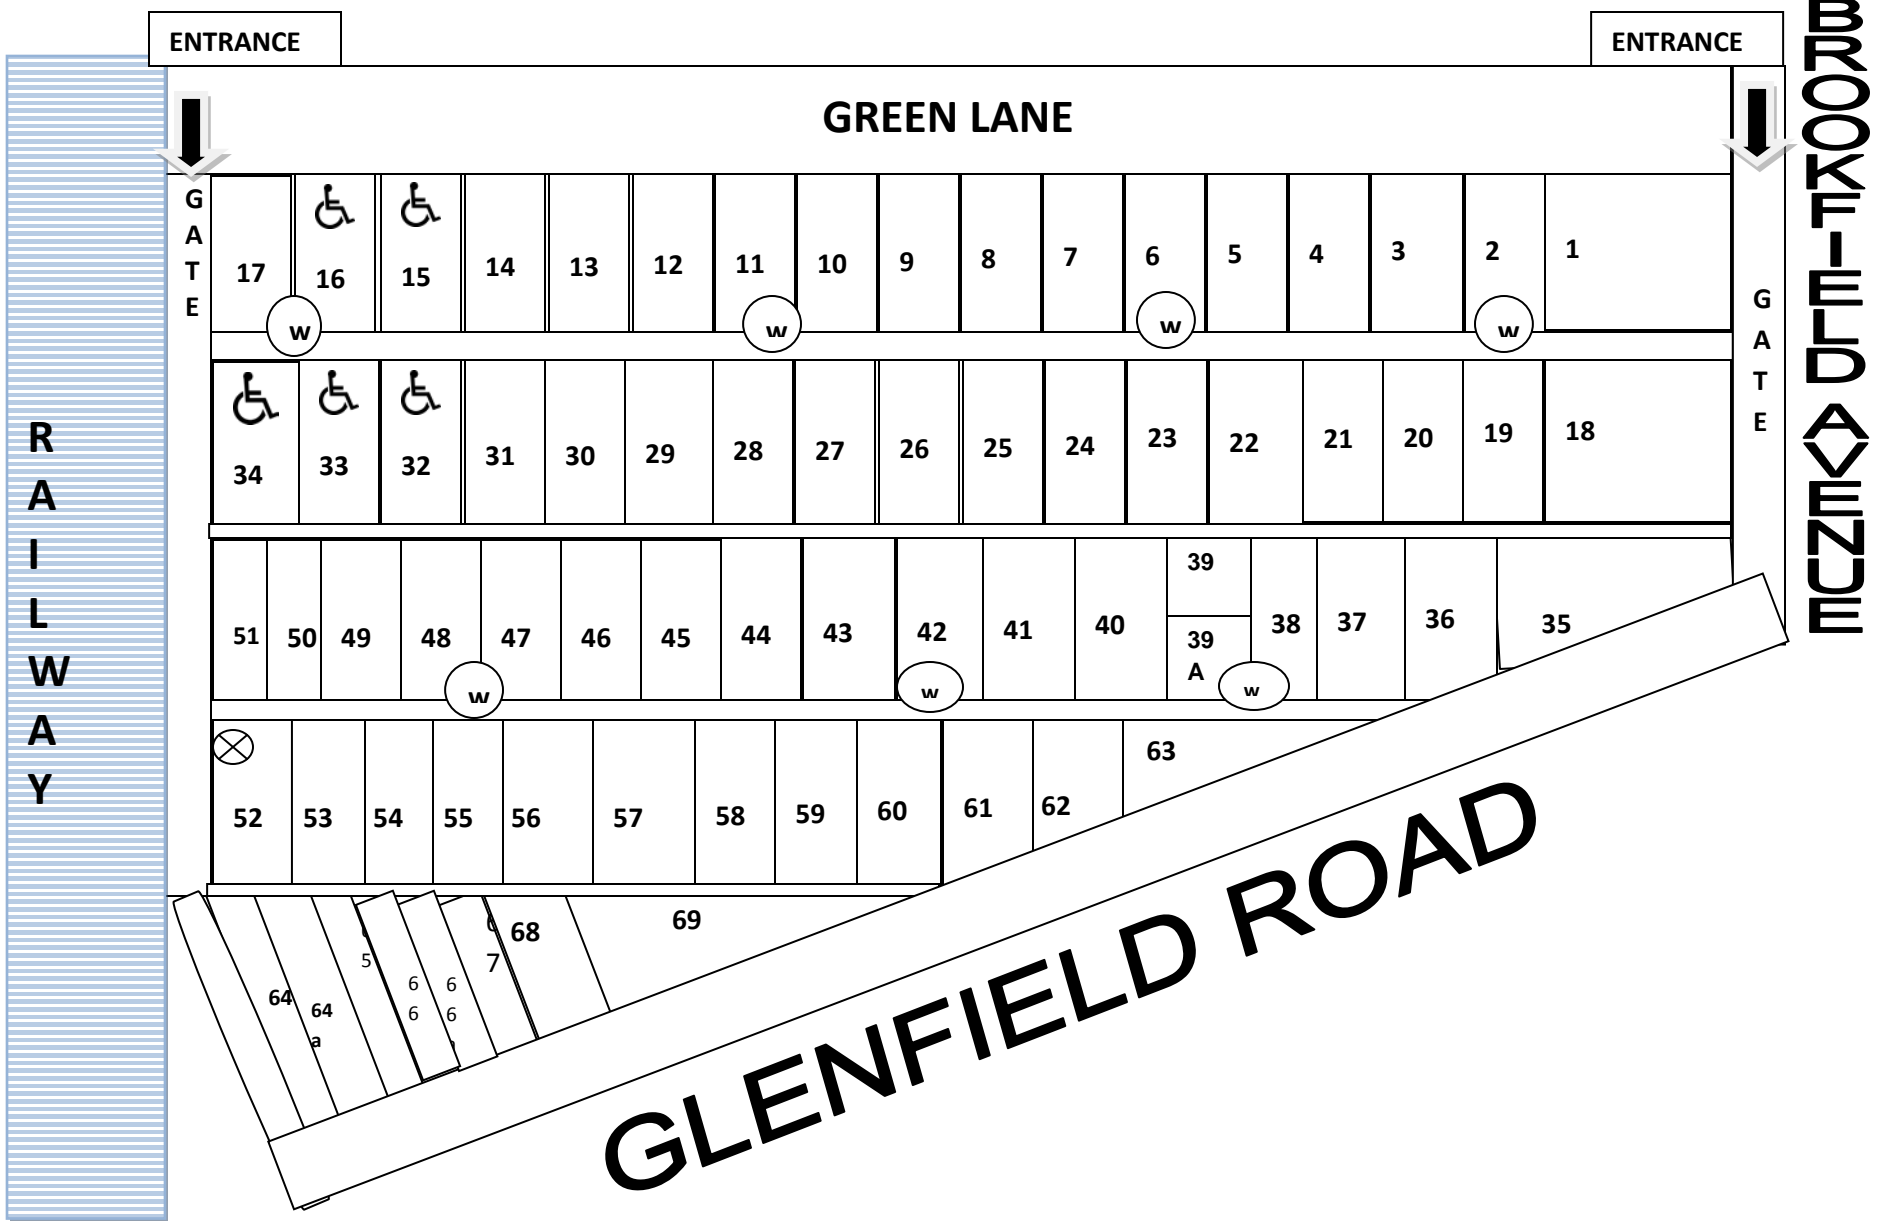 ENTRANCE
ENTRANCE
BROOKFIELD AVENUE
GREEN LANE
GATE
17 16 15 14 13 12 11 10 9 8 7 6 5 4 3 2 1
w w w w
GATE
34 33 32 31 30 29 28 27 26 25 24 23 22 21 20 19 18
RAILWAY
39
51 50 49 48 47 46 45 44 43 42 41 40 39 A 38 37 36 35
w w w
63
52 53 54 55 56 57 58 59 60 61 62
64 64 a 5 66 66 7 68 69
GLENFIELD ROAD